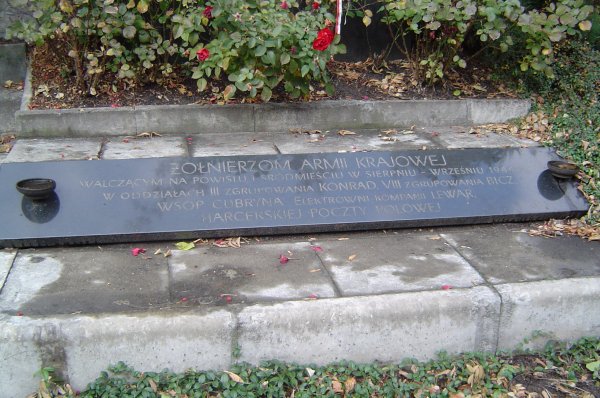 ŻOŁNIERZOM ARMII KRAJOWEJ
WALCZĄCYM NA POWIŚLU I ŚRÓDMIEŚCIU W SIERPNIU - WRZEŚNIU 1944
W ODDZIAŁACH III ZGRUPOWANIA KONRAD, VIII ZGRUPOWANIA BICZ,
WSOP CUBRYNA, ELEKTROWNI KOMPANII LEWAR,
HARCERSKIEJ POCZTY POLOWEJ